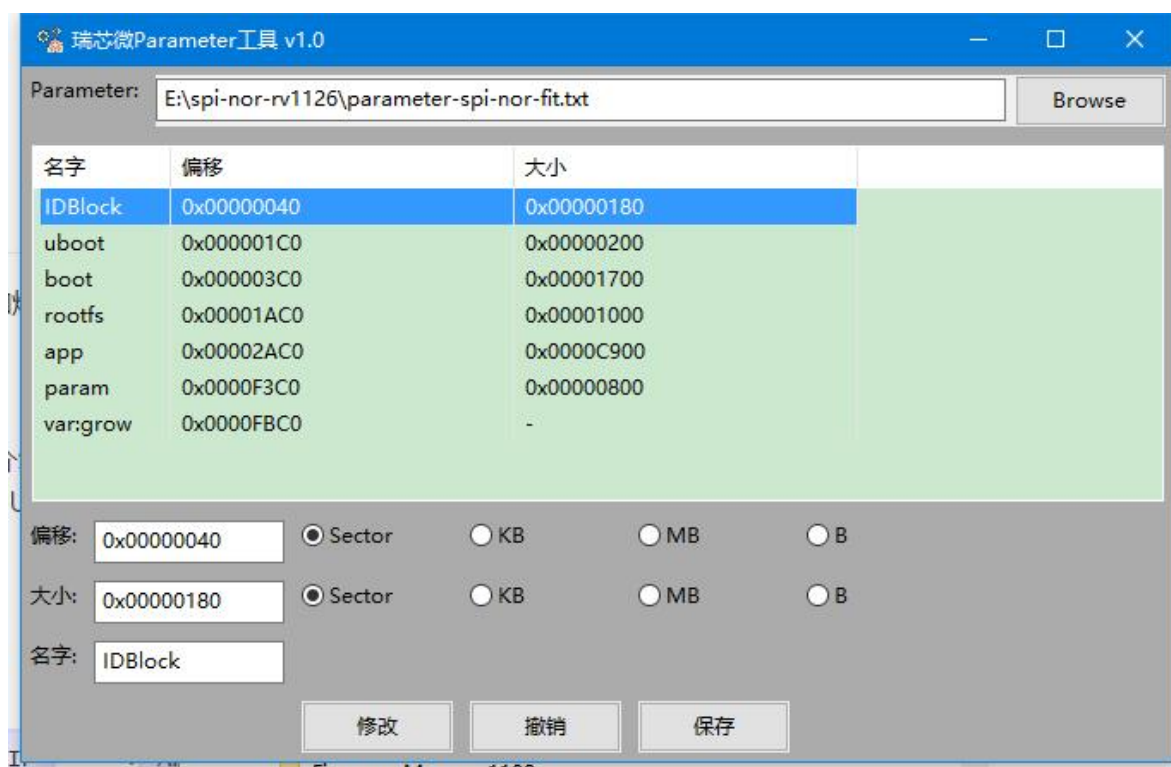 瑞芯微Parameter工具 v1.0
Parameter: E:\spi-nor-rv1126\parameter-spi-nor-fit.txt Browse
名字 偏移 大小
IDBlock 0x00000040 0x00000180
uboot 0x000001C0 0x00000200
boot 0x000003C0 0x00001700
rootfs 0x00001AC0 0x00001000
app 0x00002AC0 0x0000C900
param 0x0000F3C0 0x00000800
var:grow 0x0000FBC0 -
偏移: 0x00000040 Sector KB MB B
大小: 0x00000180 Sector KB MB B
名字: IDBlock
修改 撤销 保存